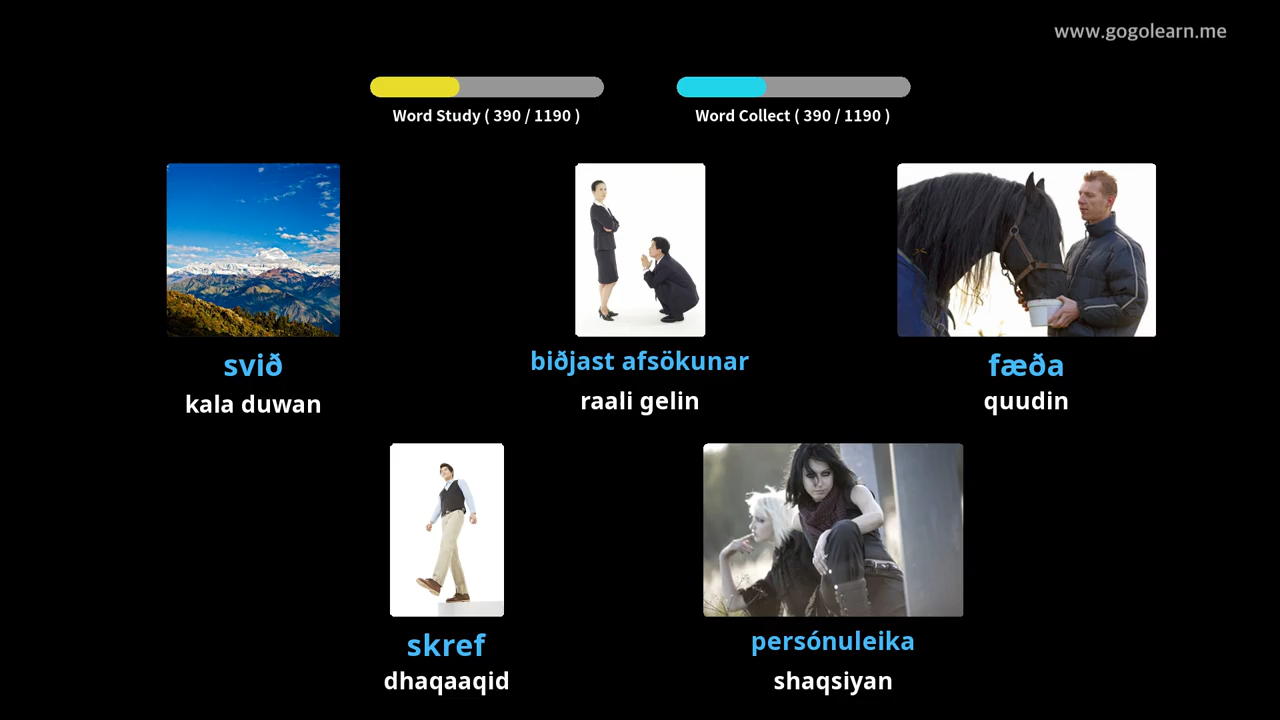 www.gogolearn.me
Word Study ( 390 / 1190 )
Word Collect ( 390 / 1190 )
svið
kala duwan
biðjast afsökunar
raali gelin
fæða
quudin
skref
dhaqaaqid
persónuleika
shaqsiyan